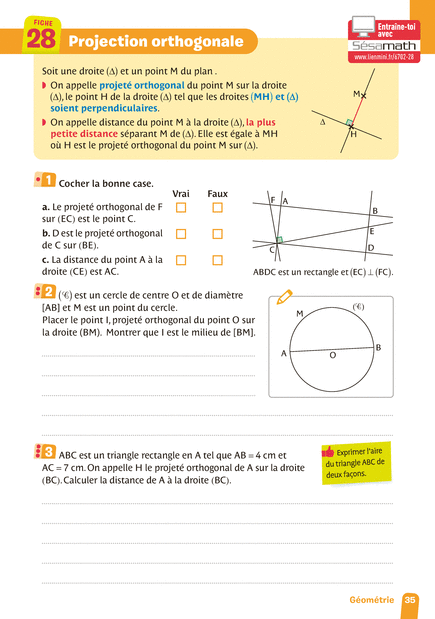 FICHE
28
Projection orthogonale
Entraîne-toi
avec
Sésamath
www.lienmini.fr/6702-28
Soit une droite (Δ) et un point M du plan .
On appelle projeté orthogonal du point M sur la droite
(Δ), le point H de la droite (Δ) tel que les droites (MH) et (Δ)
soient perpendiculaires.
On appelle distance du point M à la droite (Δ), la plus
petite distance séparant M de (Δ). Elle est égale à MH
où H est le projeté orthogonal du point M sur (Δ).
M
Δ
H
1 Cocher la bonne case.
Vrai Faux
a. Le projeté orthogonal de F
sur (EC) est le point C.
b. D est le projeté orthogonal
de C sur (BE).
c. La distance du point A à la
droite (CE) est AC.
F A
B
E
C
D
ABDC est un rectangle et (EC) ⊥ (FC).
2 (𝒞) est un cercle de centre O et de diamètre
[AB] et M est un point du cercle.
Placer le point I, projeté orthogonal du point O sur
la droite (BM). Montrer que I est le milieu de [BM].
(𝒞)
M
A
O
B
3 ABC est un triangle rectangle en A tel que AB = 4 cm et
AC = 7 cm. On appelle H le projeté orthogonal de A sur la droite
(BC). Calculer la distance de A à la droite (BC).
Exprimer l'aire
du triangle ABC de
deux façons.
Géométrie 35